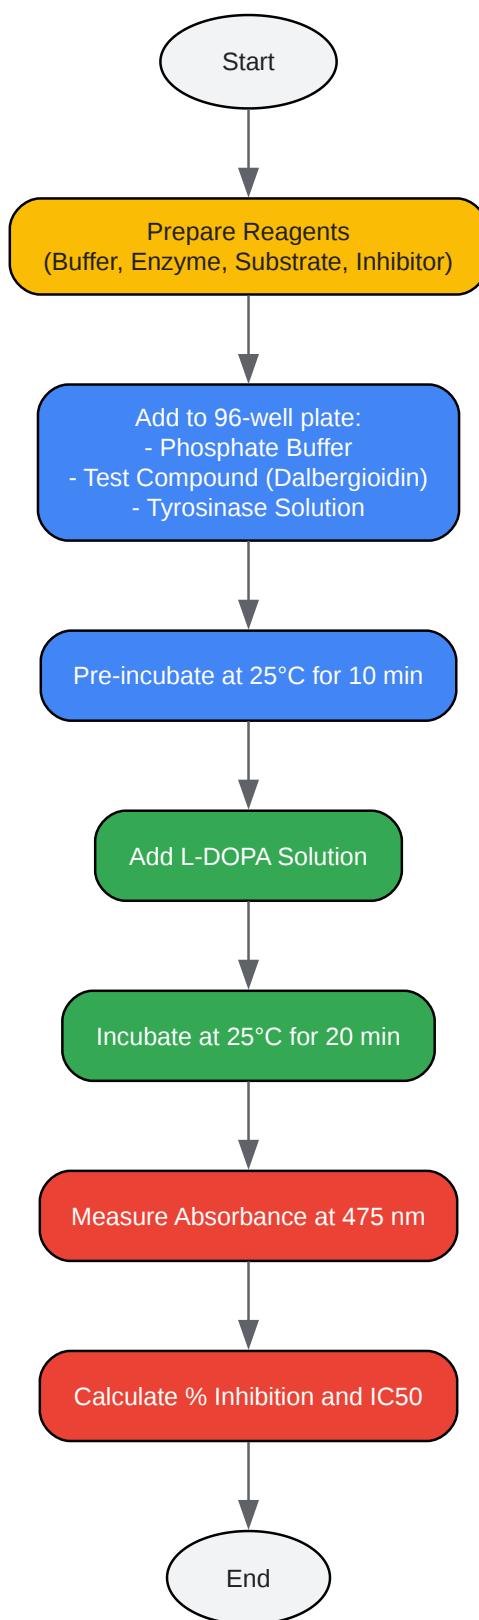 Start
Prepare Reagents
(Buffer, Enzyme, Substrate, Inhibitor)
Add to 96-well plate:
- Phosphate Buffer
- Test Compound (Dalbergioidin)
- Tyrosinase Solution
Pre-incubate at 25°C for 10 min
Add L-DOPA Solution
Incubate at 25°C for 20 min
Measure Absorbance at 475 nm
Calculate % Inhibition and IC50
End